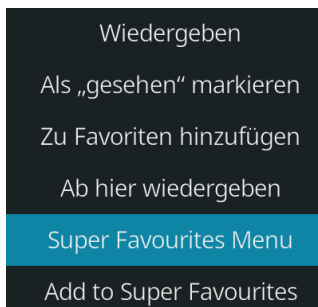 Wiedergeben
Als „gesehen“ markieren
Zu Favoriten hinzufügen
Ab hier wiedergeben
Super Favourites Menu
Add to Super Favourites